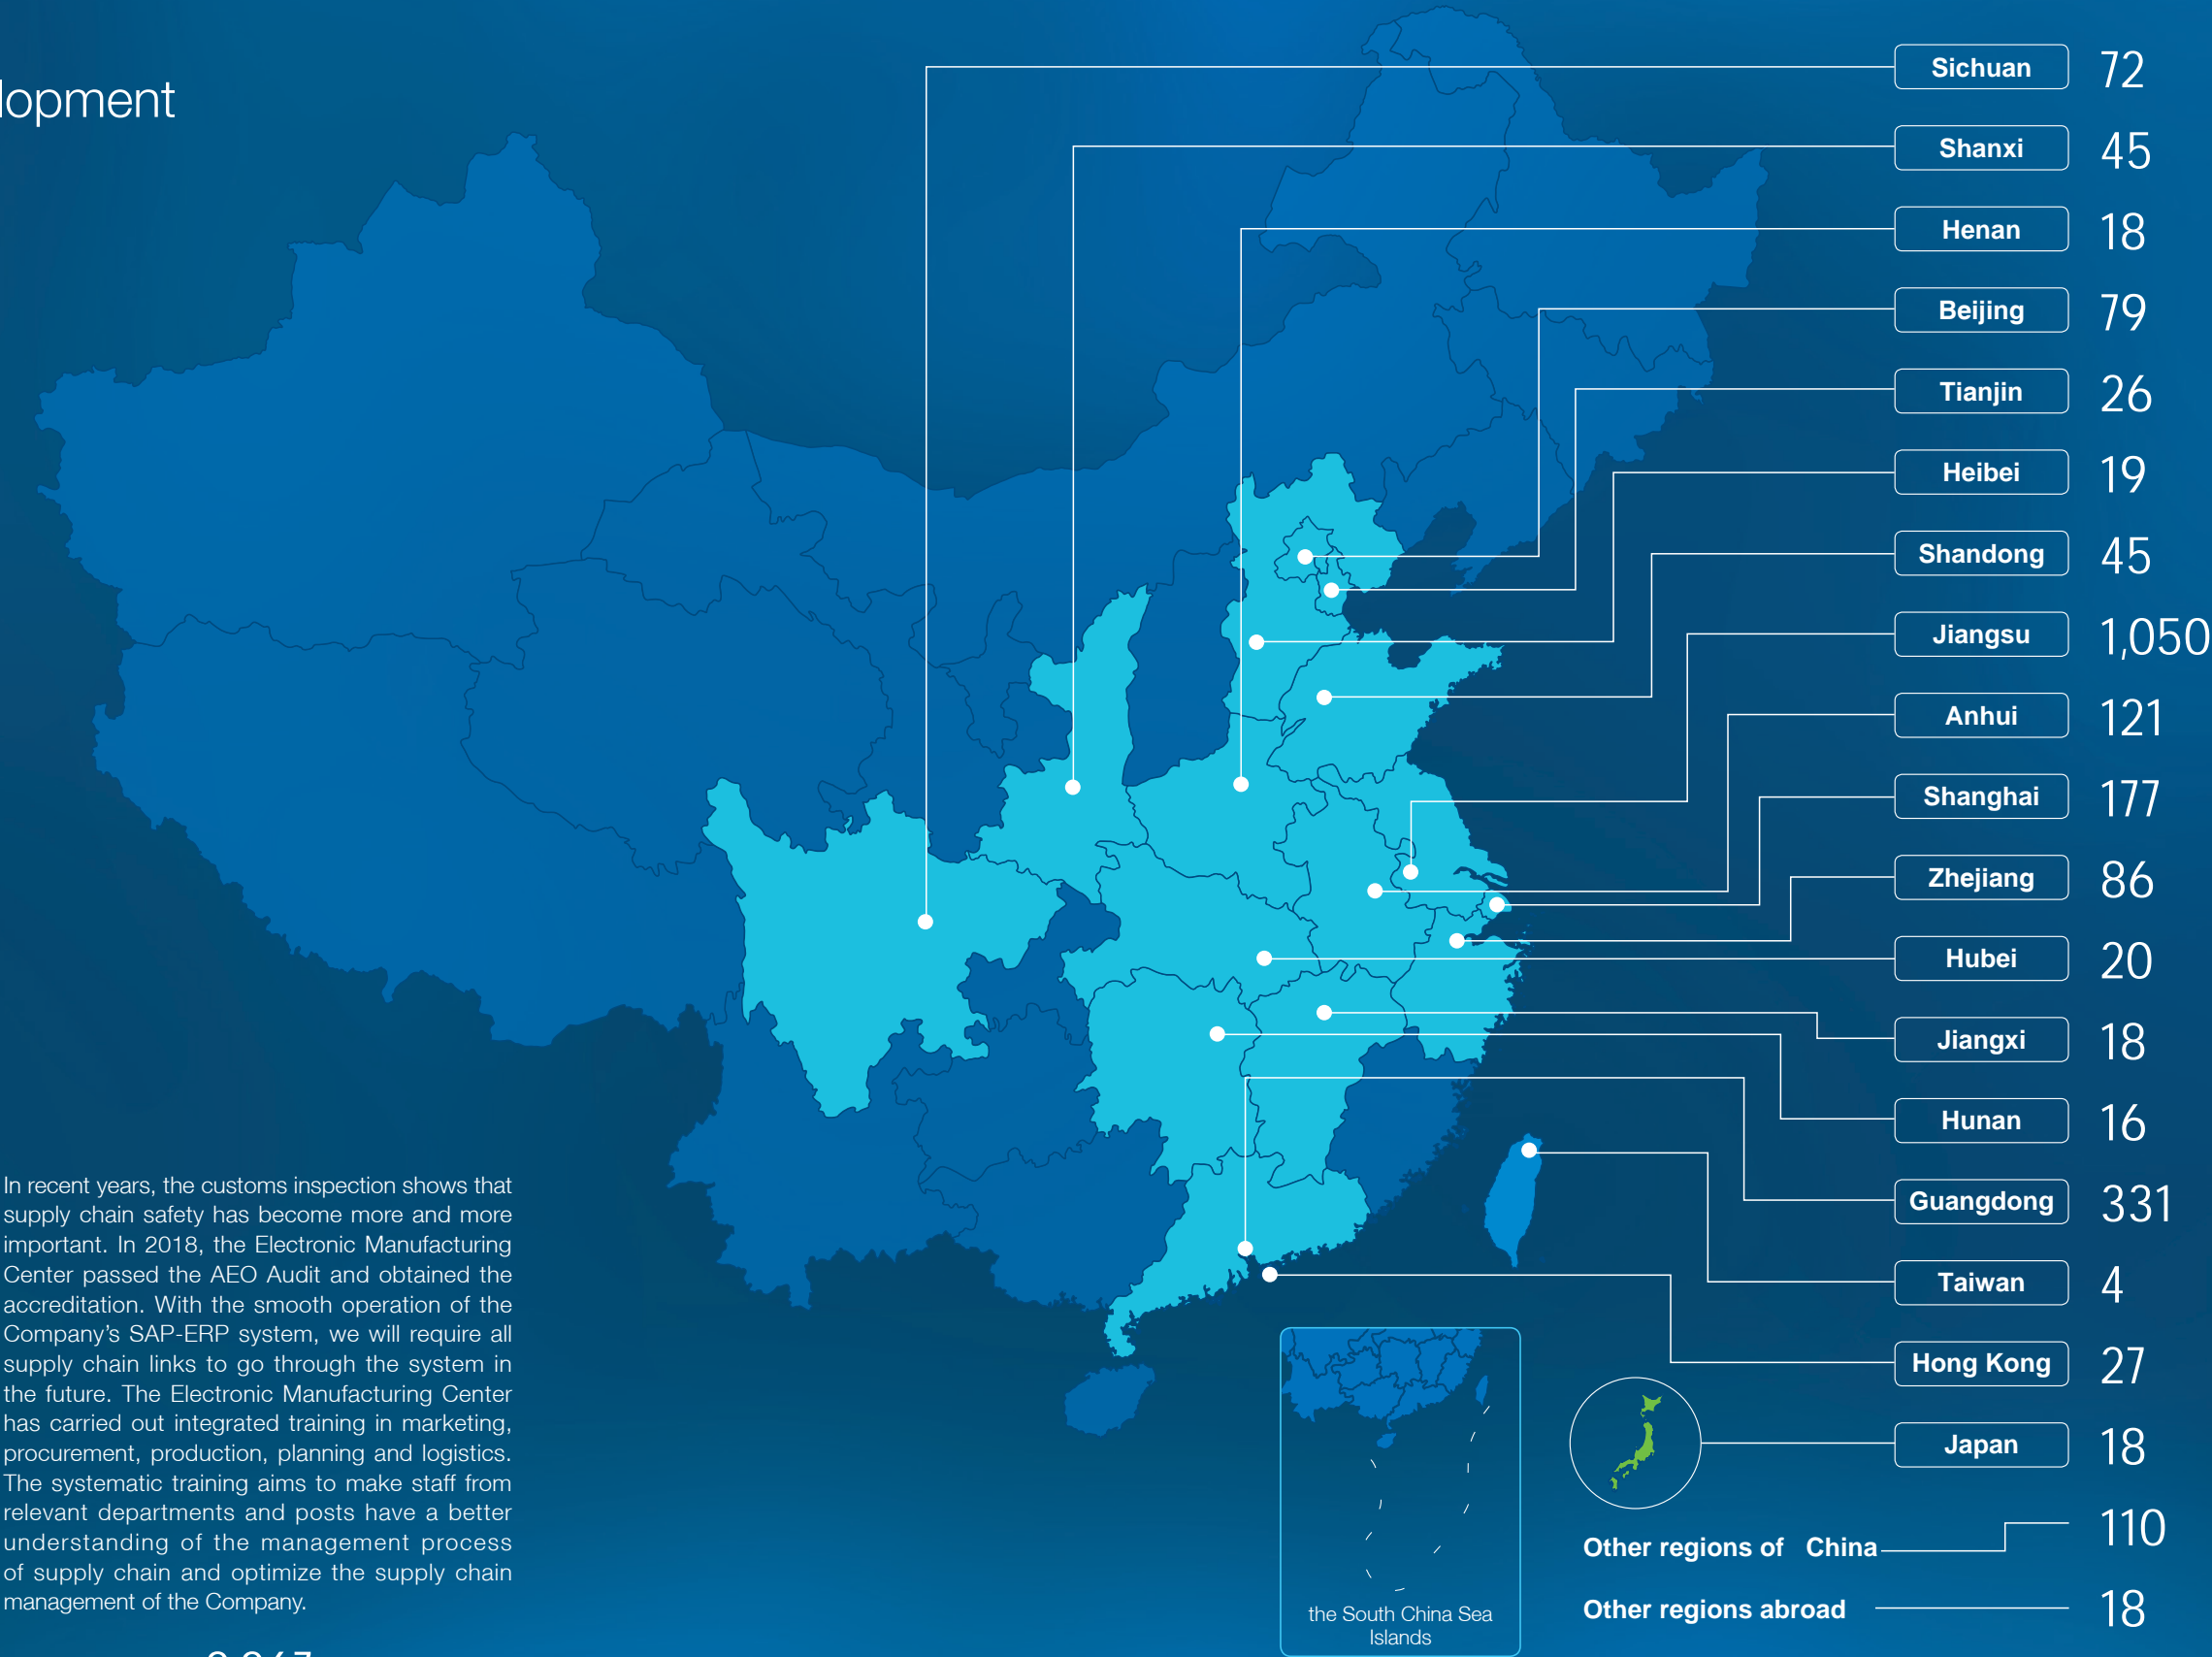 lopment
Sichuan 72
Shanxi 45
Henan 18
Beijing 79
Tianjin 26
Heibei 19
Shandong 45
Jiangsu 1,050
Anhui 121
Shanghai 177
Zhejiang 86
Hubei 20
Jiangxi 18
Hunan 16
Guangdong 331
Taiwan 4
Hong Kong 27
Japan 18
Other regions of China 110
Other regions abroad 18
the South China Sea
Islands
In recent years, the customs inspection shows that
supply chain safety has become more and more
important. In 2018, the Electronic Manufacturing
Center passed the AEO Audit and obtained the
accreditation. With the smooth operation of the
Company's SAP-ERP system, we will require all
supply chain links to go through the system in
the future. The Electronic Manufacturing Center
has carried out integrated training in marketing,
procurement, production, planning and logistics.
The systematic training aims to make staff from
relevant departments and posts have a better
understanding of the management process
of supply chain and optimize the supply chain
management of the Company.